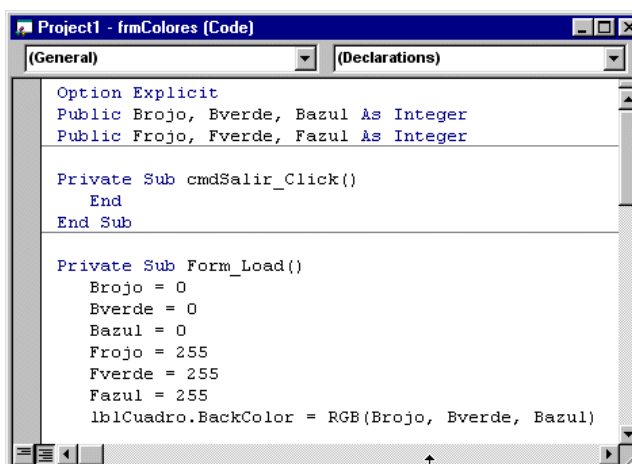 Project1 - frmColores (Code)
(General) (Declarations)
Option Explicit
Public Brojo, Bverde, Bazul As Integer
Public Frojo, Fverde, Fazul As Integer
Private Sub cmdSalir_Click()
End
End Sub
Private Sub Form_Load()
Brojo = 0
Bverde = 0
Bazul = 0
Frojo = 255
Fverde = 255
Fazul = 255
lblCuadro.BackColor = RGB(Brojo, Bverde, Bazul)